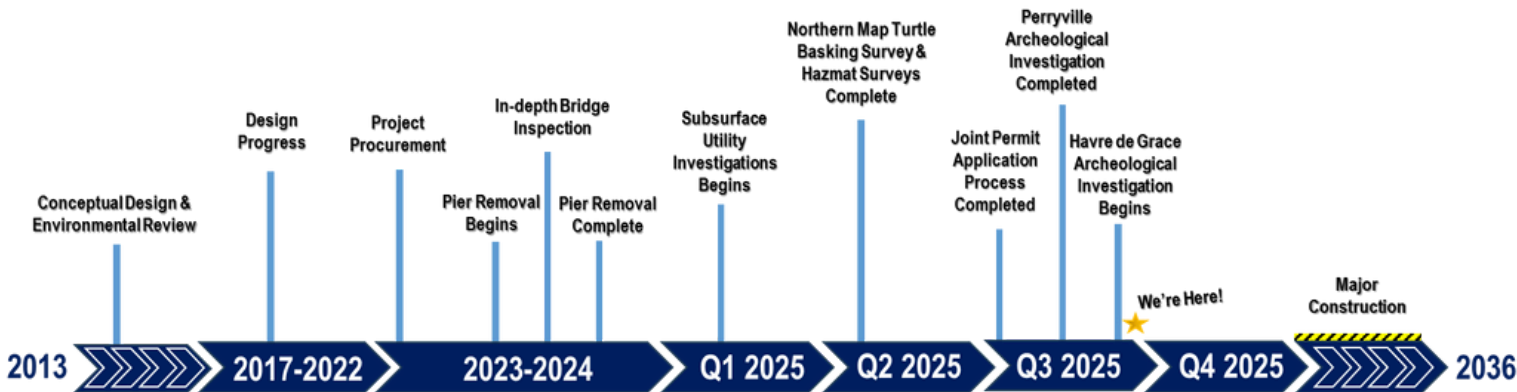 Conceptual Design &
Environmental Review
Design
Progress
Project
Procurement
Pier Removal
Begins
In-depth Bridge
Inspection
Pier Removal
Complete
Subsurface
Utility
Investigations
Begins
Northern Map Turtle
Basking Survey &
Hazmat Surveys
Complete
Joint Permit
Application
Process
Completed
Perryville
Archeological
Investigation
Completed
Havre de Grace
Archeological
Investigation
Begins
We're Here!
Major
Construction
2013
2017-2022
2023-2024
Q1 2025
Q2 2025
Q3 2025
Q4 2025
2036